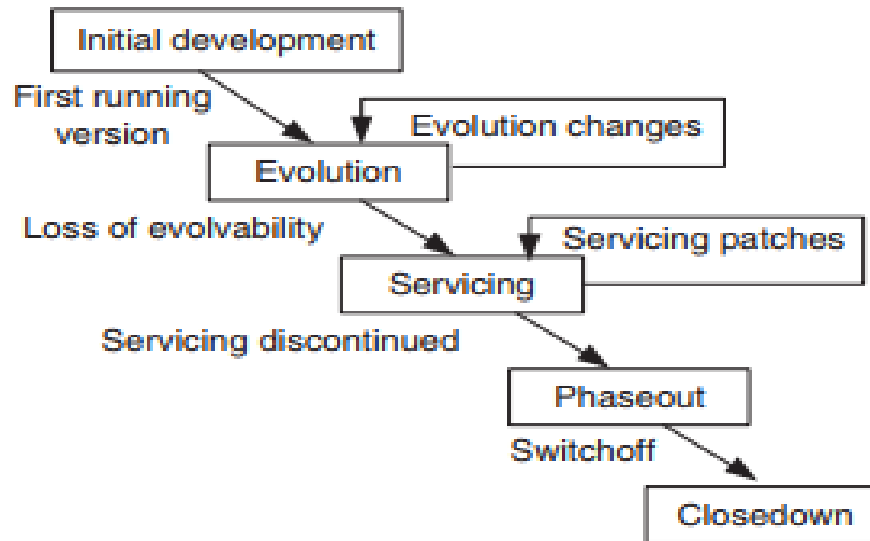 Initial development
First running
version
Evolution changes
Evolution
Loss of evolvability
Servicing patches
Servicing
Servicing discontinued
Phaseout
Switchoff
Closedown